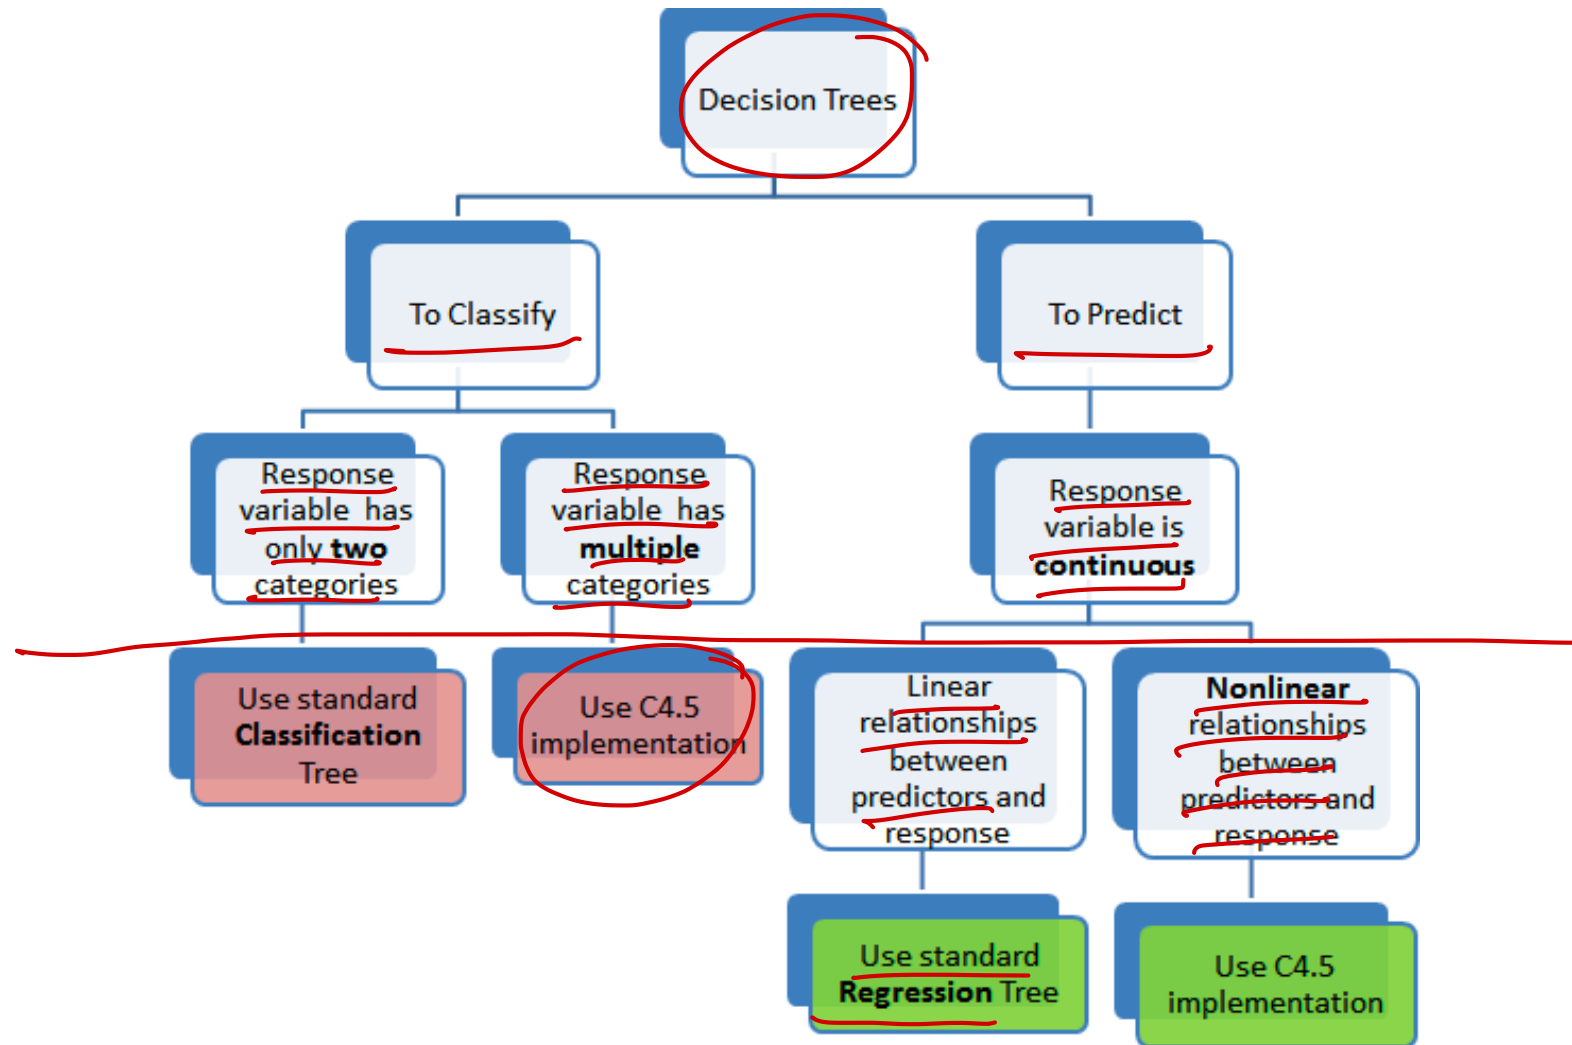 Decision Trees
To Classify
To Predict
Response
variable has
only two
categories
Response
variable has
multiple
categories
Response
variable is
continuous
Use standard
Classification
Tree
Use C4.5
implementation
Linear
relationships
between
predictors and
response
Nonlinear
relationships
between
predictors and
response
Use standard
Regression Tree
Use C4.5
implementation